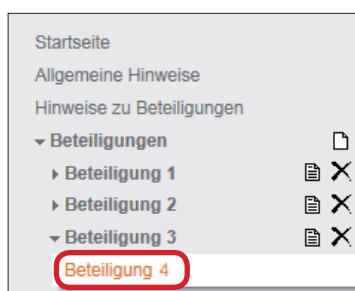 Startseite
Allgemeine Hinweise
Hinweise zu Beteiligungen
Beteiligungen
Beteiligung 1
Beteiligung 2
Beteiligung 3
Beteiligung 4